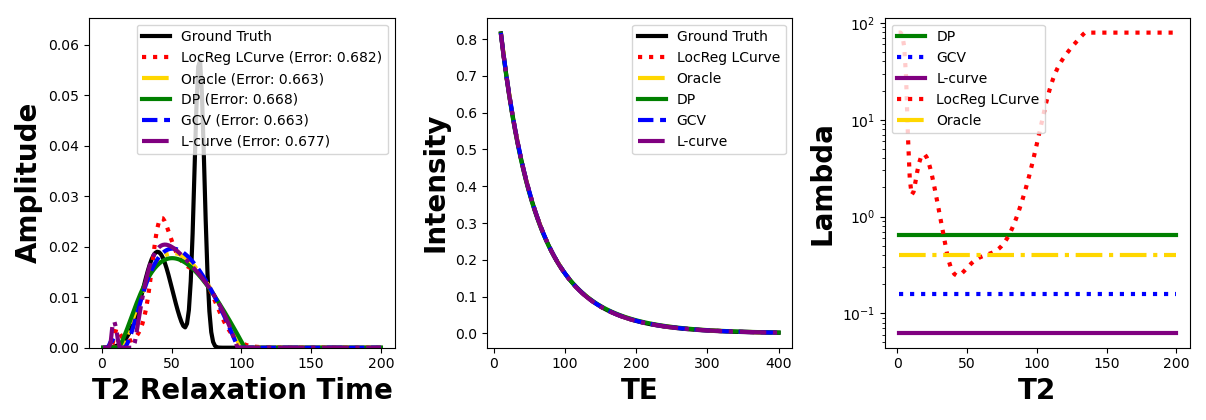 Amplitude
0.06
0.05
0.04
0.03
0.02
0.01
0.00
0
50
100
150
200
T2 Relaxation Time
Ground Truth
LocReg LCurve (Error: 0.682)
Oracle (Error: 0.663)
DP (Error: 0.668)
GCV (Error: 0.663)
L-curve (Error: 0.677)
Intensity
0.8
0.7
0.6
0.5
0.4
0.3
0.2
0.1
0.0
0
100
200
300
400
TE
Ground Truth
LocReg LCurve
Oracle
DP
GCV
L-curve
Lambda
10²
10¹
10⁰
10⁻¹
0
50
100
150
200
T2
DP
GCV
L-curve
LocReg LCurve
Oracle